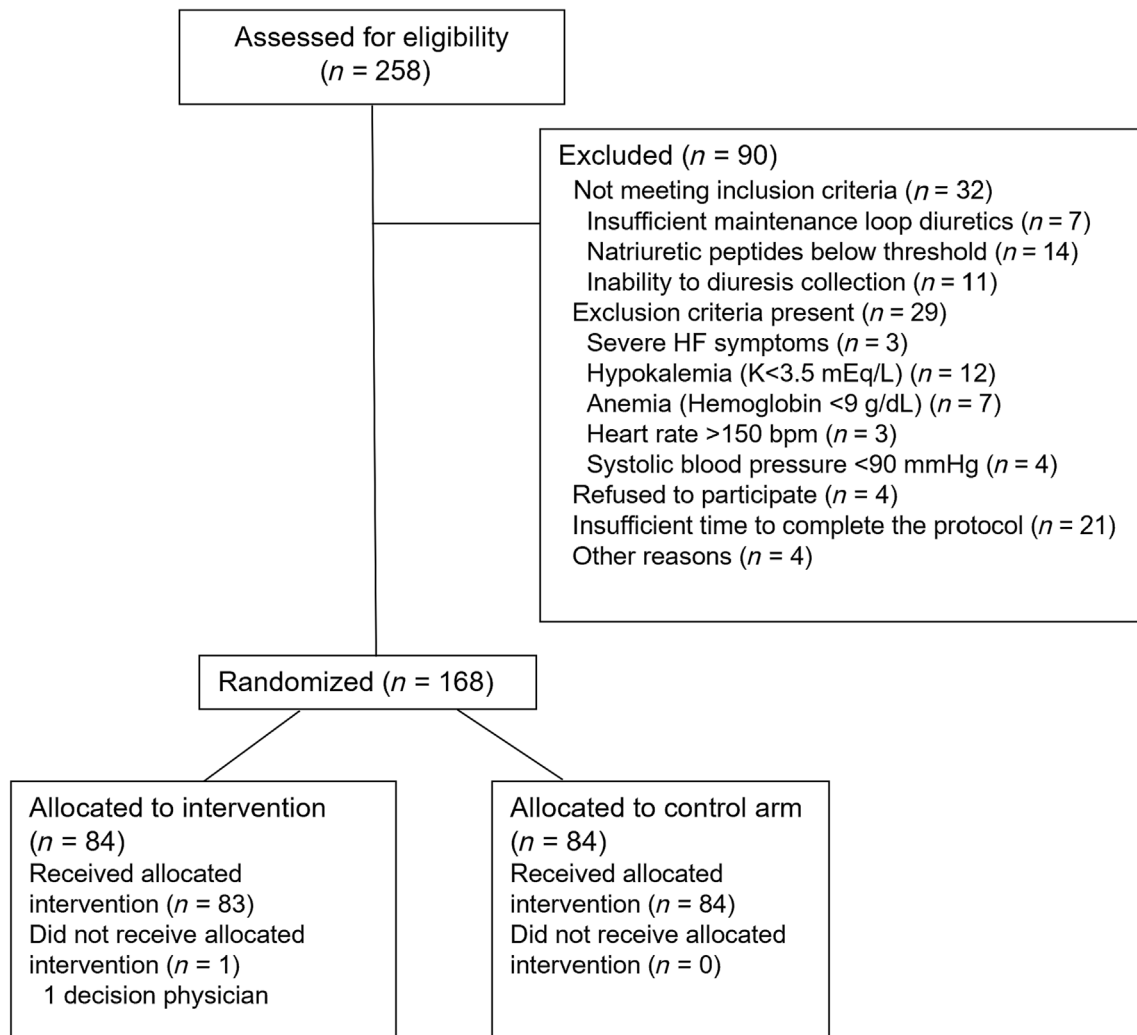 Assessed for eligibility
(n = 258)
Excluded (n = 90)
Not meeting inclusion criteria (n = 32)
Insufficient maintenance loop diuretics (n = 7)
Natriuretic peptides below threshold (n = 14)
Inability to diuresis collection (n = 11)
Exclusion criteria present (n = 29)
Severe HF symptoms (n = 3)
Hypokalemia (K<3.5 mEq/L) (n = 12)
Anemia (Hemoglobin <9 g/dL) (n = 7)
Heart rate >150 bpm (n = 3)
Systolic blood pressure <90 mmHg (n = 4)
Refused to participate (n = 4)
Insufficient time to complete the protocol (n = 21)
Other reasons (n = 4)
Randomized (n = 168)
Allocated to intervention
(n = 84)
Received allocated
intervention (n = 83)
Did not receive allocated
intervention (n = 1)
1 decision physician
Allocated to control arm
(n = 84)
Received allocated
intervention (n = 84)
Did not receive allocated
intervention (n = 0)